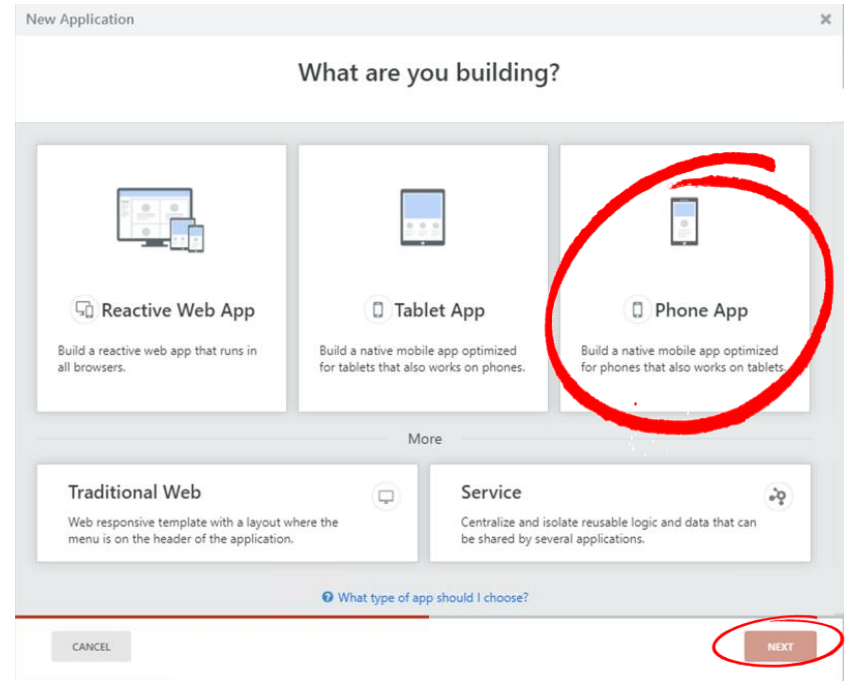 New Application
What are you building?
Reactive Web App
Build a reactive web app that runs in
all browsers.
Tablet App
Build a native mobile app optimized
for tablets that also works on phones.
Phone App
Build a native mobile app optimized
for phones that also works on tablets.
More
Traditional Web
Web responsive template with a layout where the
menu is on the header of the application.
Service
Centralize and isolate reusable logic and data that can
be shared by several applications.
What type of app should I choose?
CANCEL
NEXT